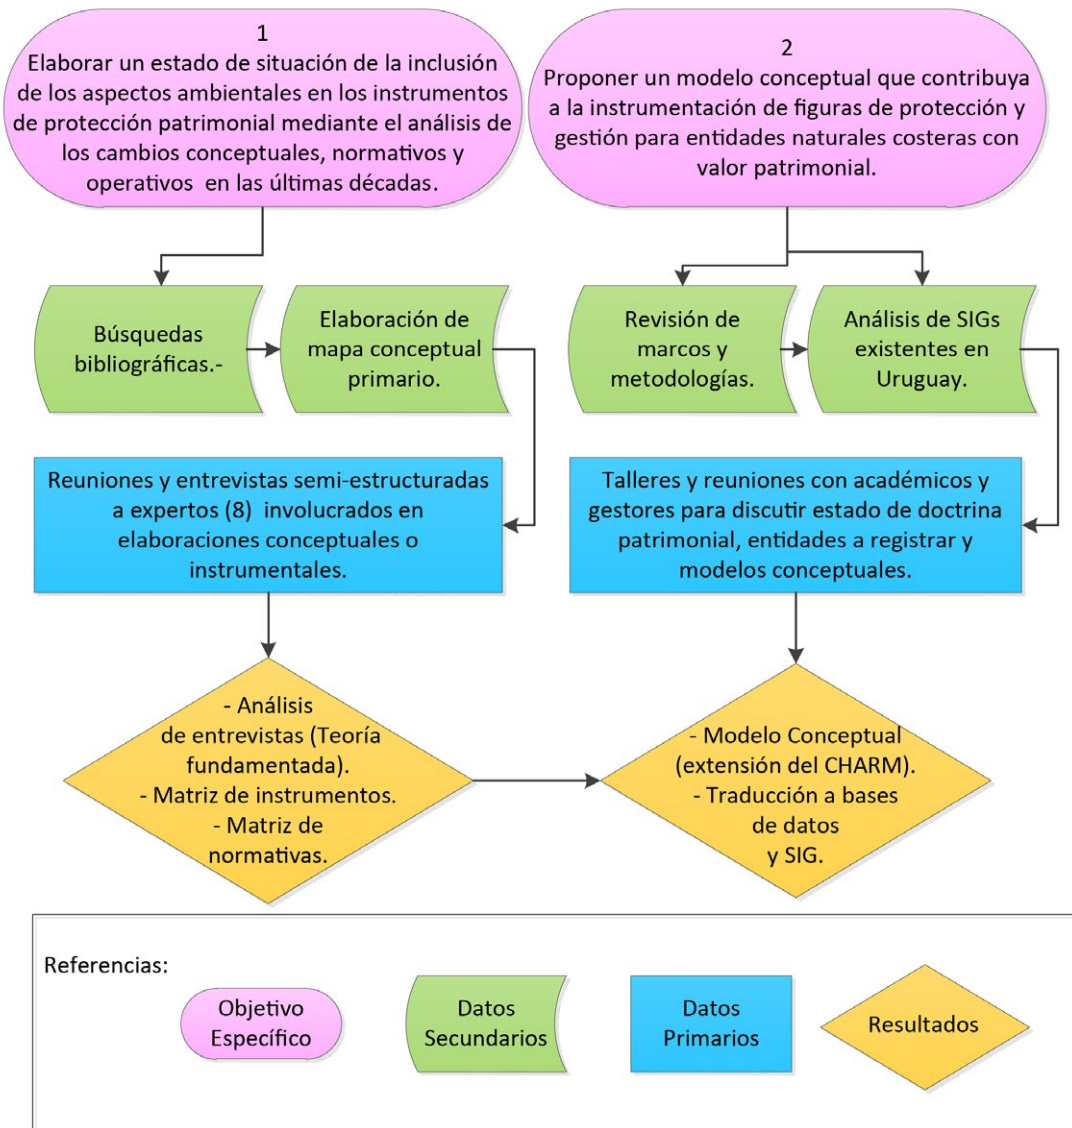 1
Elaborar un estado de situación de la inclusión
de los aspectos ambientales en los instrumentos
de protección patrimonial mediante el análisis de
los cambios conceptuales, normativos y
operativos en las últimas décadas.
2
Proponer un modelo conceptual que contribuya
a la instrumentación de figuras de protección y
gestión para entidades naturales costeras con
valor patrimonial.
Búsquedas
bibliográficas.-
Elaboración de
mapa conceptual
primario.
Revisión de
marcos y
metodologías.
Análisis de SIGs
existentes en
Uruguay.
Reuniones y entrevistas semi-estructuradas
a expertos (8) involucrados en
elaboraciones conceptuales o
instrumentales.
Talleres y reuniones con académicos y
gestores para discutir estado de doctrina
patrimonial, entidades a registrar y
modelos conceptuales.
- Análisis
de entrevistas (Teoría
fundamentada).
- Matriz de instrumentos.
- Matriz de
normativas.
- Modelo Conceptual
(extensión del CHARM).
- Traducción a bases
de datos
y SIG.
Referencias:
Objetivo
Específico
Datos
Secundarios
Datos
Primarios
Resultados